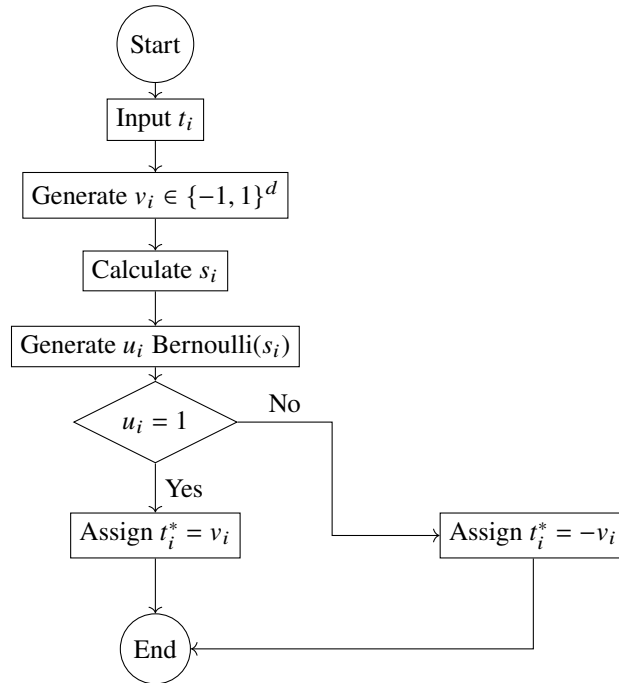 Start
Input t_i
Generate v_i ∈ {−1, 1}^d
Calculate s_i
Generate u_i Bernoulli(s_i)
u_i = 1
No
Yes
Assign t_i^* = v_i
Assign t_i^* = −v_i
End